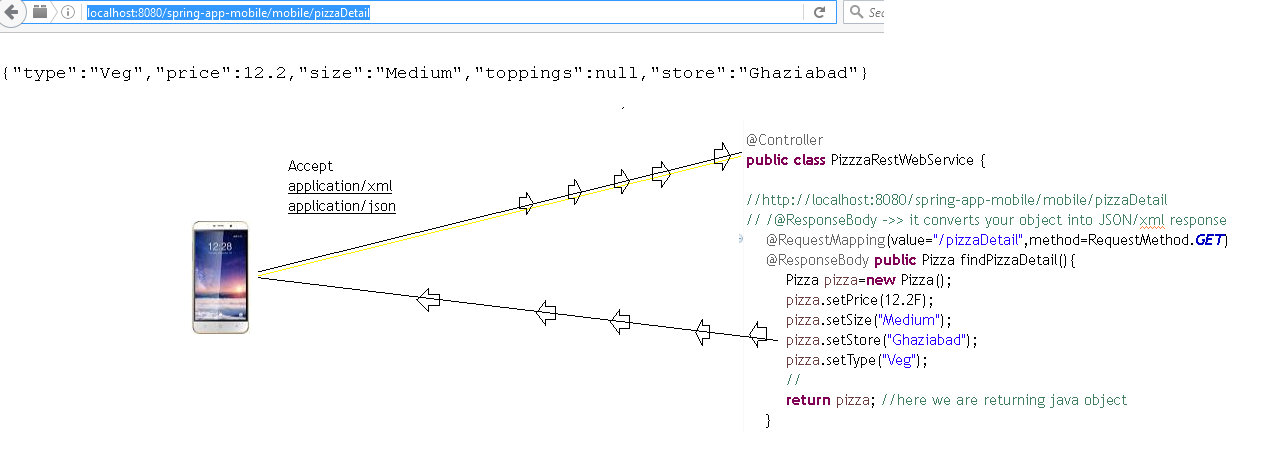 localhost:8080/spring-app-mobile/mobile/pizzaDetail
Sea
{"type":"Veg","price":12.2,"size":"Medium","toppings":null,"store":"Ghaziabad"}
Accept
application/xml
application/json
12:28
@Controller
public class PizzzaRestWebService {
//http://localhost:8080/spring-app-mobile/mobile/pizzaDetail
// /@ResponseBody ->> it converts your object into JSON/xml response
@RequestMapping(value="/pizzaDetail",method=RequestMethod.GET)
@ResponseBody public Pizza findPizzaDetail(){
Pizza pizza=new Pizza();
pizza.setPrice(12.2F);
pizza.setSize("Medium");
pizza.setStore("Ghaziabad");
pizza.setType("Veg");
//
return pizza; //here we are returning java object
}